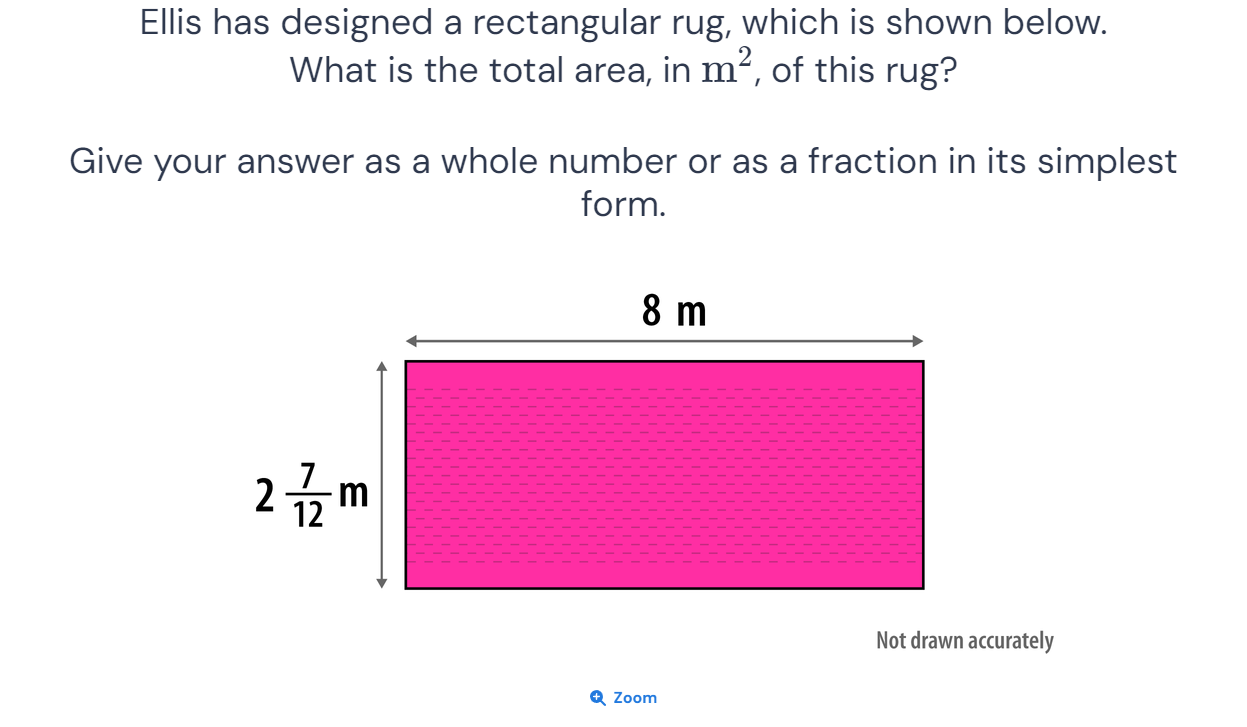 Ellis has designed a rectangular rug, which is shown below.
What is the total area, in m², of this rug?
Give your answer as a whole number or as a fraction in its simplest
form.
8 m
2 7/12 m
Not drawn accurately
Zoom